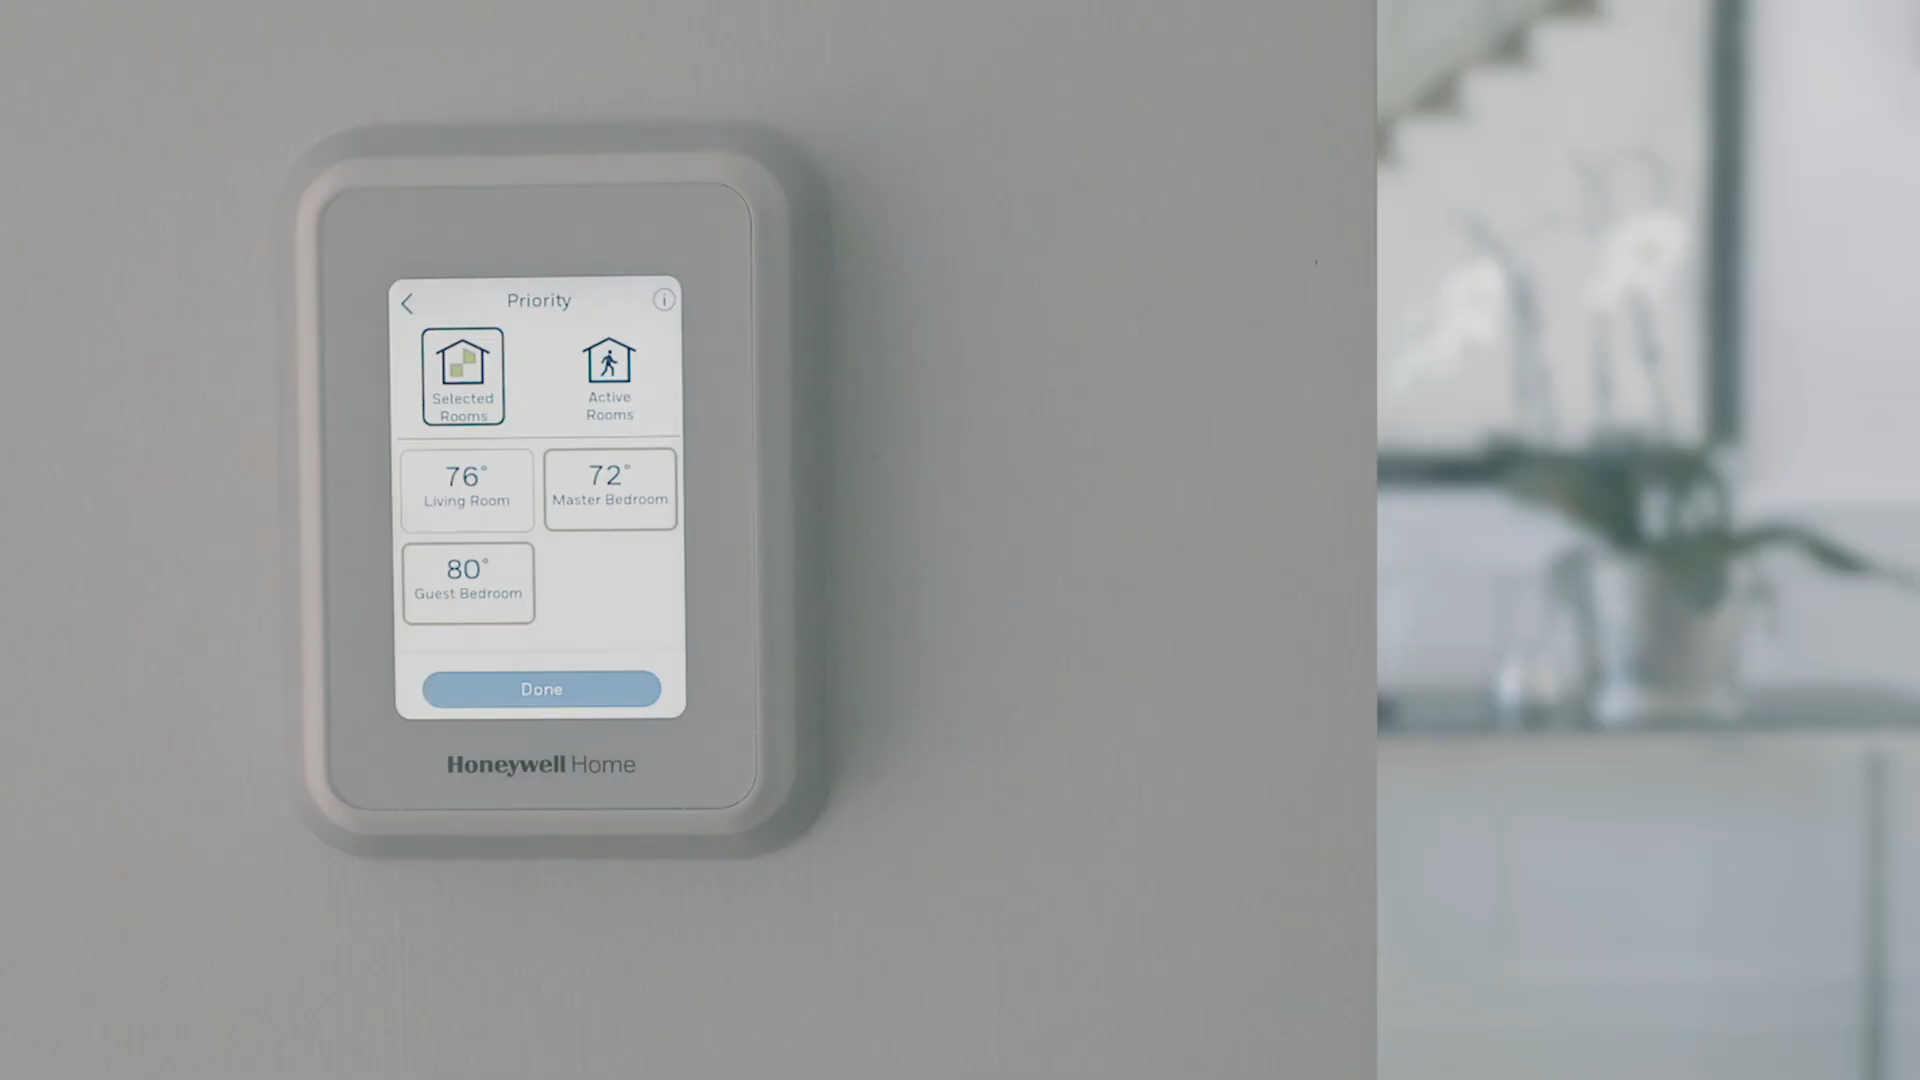 Priority
Selected
Rooms
Active
Rooms
76°
Living Room
72°
Master Bedroom
80°
Guest Bedroom
Done
Honeywell Home